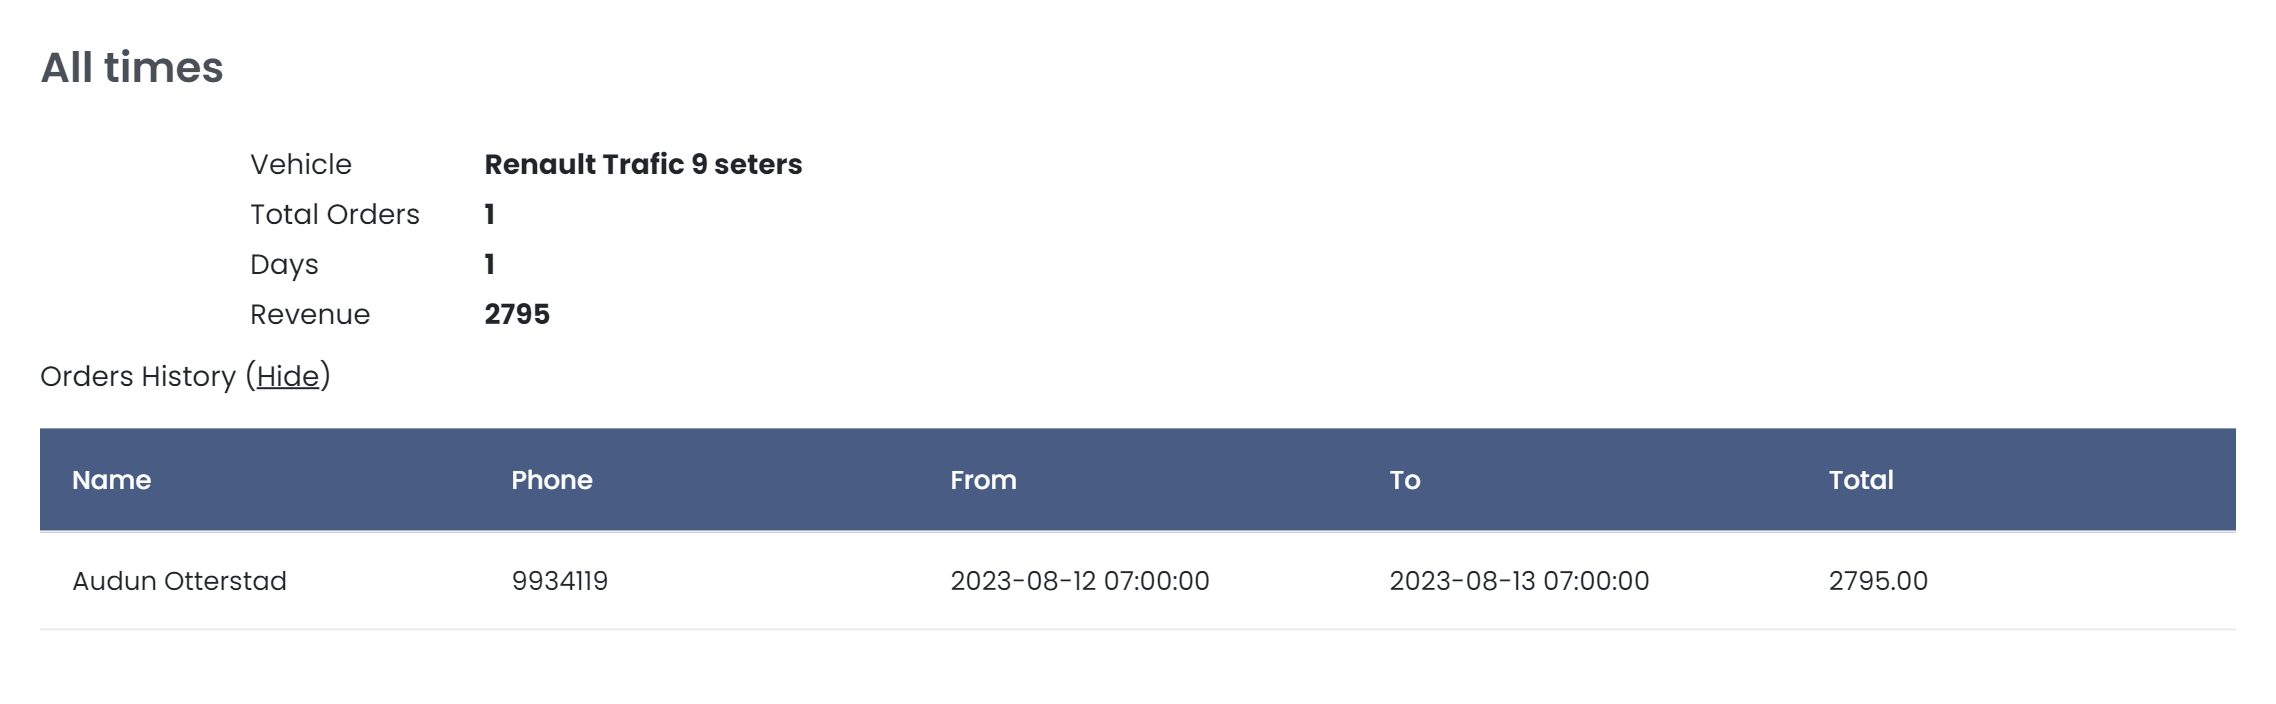 All times
Vehicle Renault Trafic 9 seters
Total Orders 1
Days 1
Revenue 2795
Orders History (Hide)
Name Phone From To Total
Audun Otterstad 9934119 2023-08-12 07:00:00 2023-08-13 07:00:00 2795.00